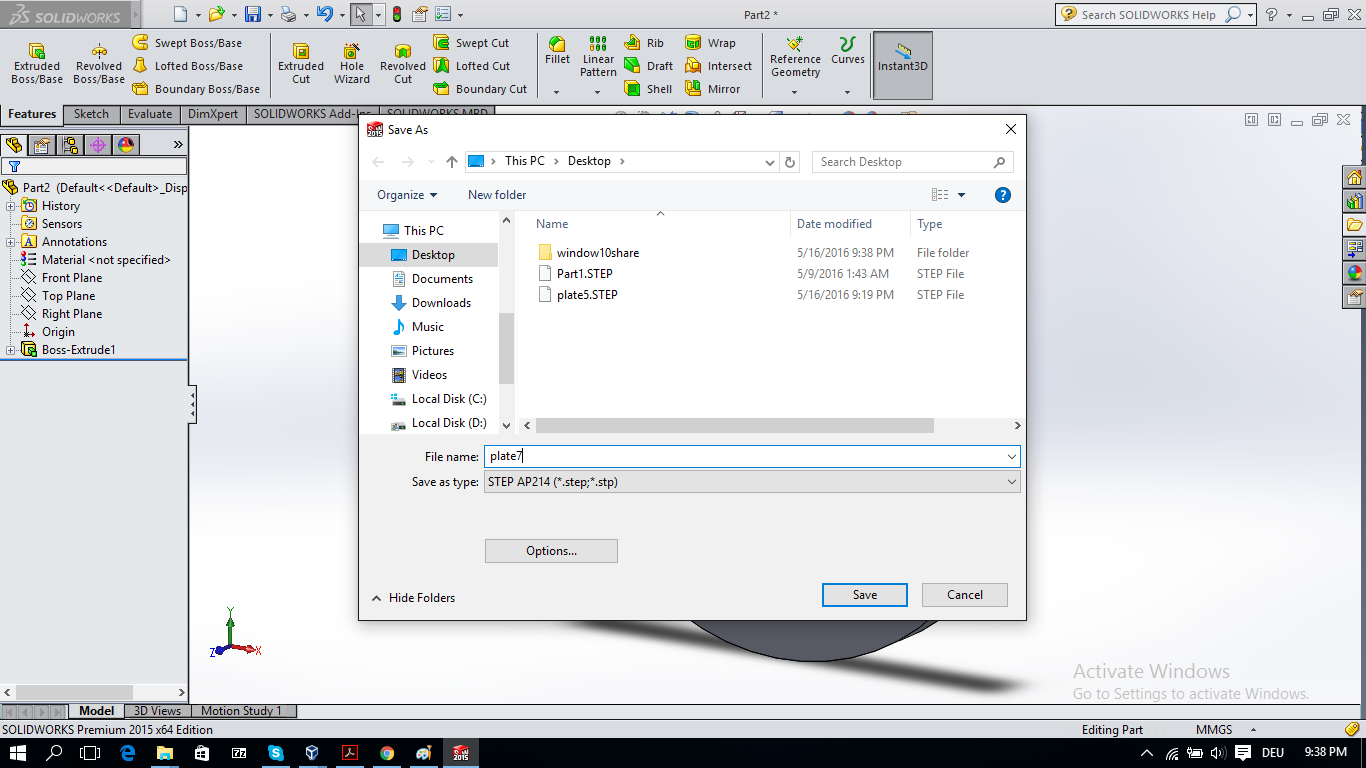 SOLIDWORKS
Part2 *
Search SOLIDWORKS Help
Extruded Boss/Base
Revolved Boss/Base
Swept Boss/Base
Lofted Boss/Base
Boundary Boss/Base
Extruded Cut
Hole Wizard
Revolved Cut
Swept Cut
Lofted Cut
Boundary Cut
Fillet
Linear Pattern
Rib
Draft
Shell
Wrap
Intersect
Mirror
Reference Geometry
Curves
Instant3D
Features
Sketch
Evaluate
DimXpert
SOLIDWORKS Add-Ins
SOLIDWORKS MBD
Part2 (Default<<Default>_Disp
History
Sensors
Annotations
Material <not specified>
Front Plane
Top Plane
Right Plane
Origin
Boss-Extrude1
Save As
This PC > Desktop >
Search Desktop
Organize
New folder
This PC
Desktop
Documents
Downloads
Music
Pictures
Videos
Local Disk (C:)
Local Disk (D:)
Name Date modified Type
window10share 5/16/2016 9:38 PM File folder
Part1.STEP 5/9/2016 1:43 AM STEP File
plate5.STEP 5/16/2016 9:19 PM STEP File
File name: plate7
Save as type: STEP AP214 (*.step;*.stp)
Options...
Hide Folders
Save
Cancel
Y
Z
X
Activate Windows
Go to Settings to activate Windows.
Model
3D Views
Motion Study 1
SOLIDWORKS Premium 2015 x64 Edition
Editing Part
MMGS
DEU
9:38 PM